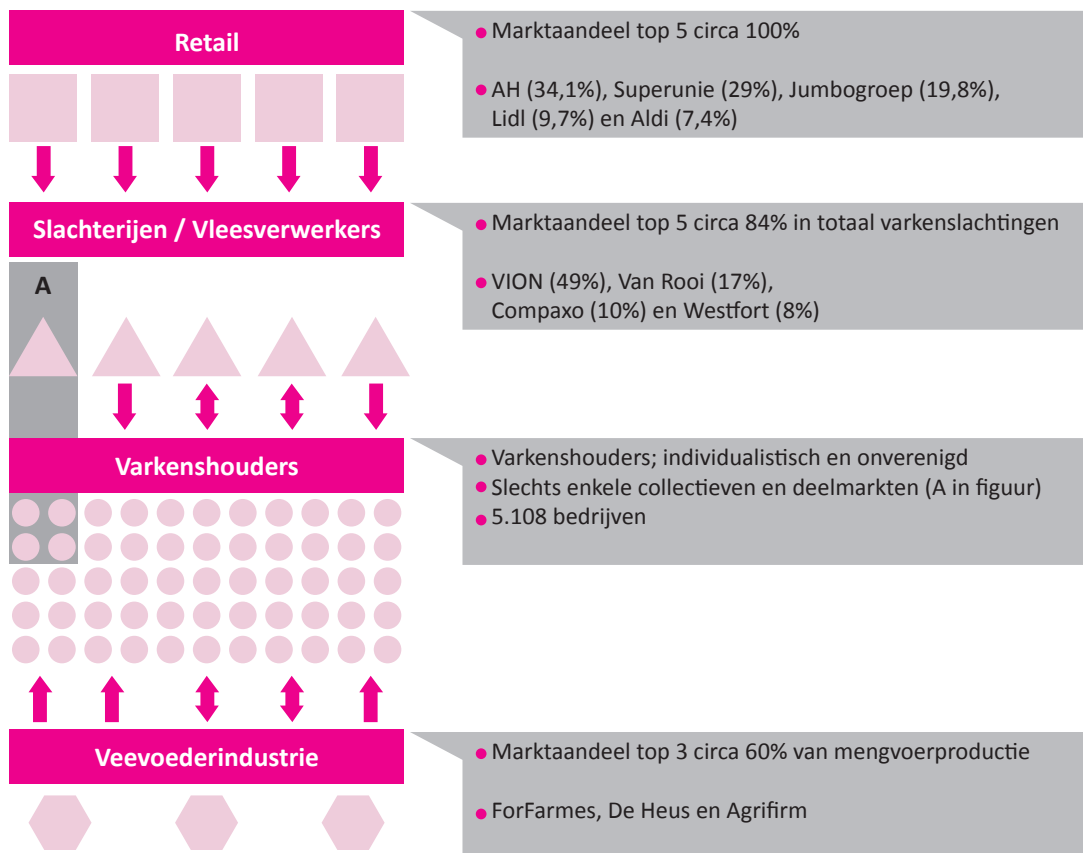 Retail
• Marktaandeel top 5 circa 100%
• AH (34,1%), Superunie (29%), Jumbogroep (19,8%),
Lidl (9,7%) en Aldi (7,4%)
Slachterijen / Vleesverwerkers
• Marktaandeel top 5 circa 84% in totaal varkenslachtingen
• VION (49%), Van Rooi (17%),
Compaxo (10%) en Westfort (8%)
A
Varkenshouders
• Varkenshouders; individualistisch en onverenigd
• Slechts enkele collectieven en deelmarkten (A in figuur)
• 5.108 bedrijven
Veevoederindustrie
• Marktaandeel top 3 circa 60% van mengvoerproductie
• ForFarmes, De Heus en Agrifirm